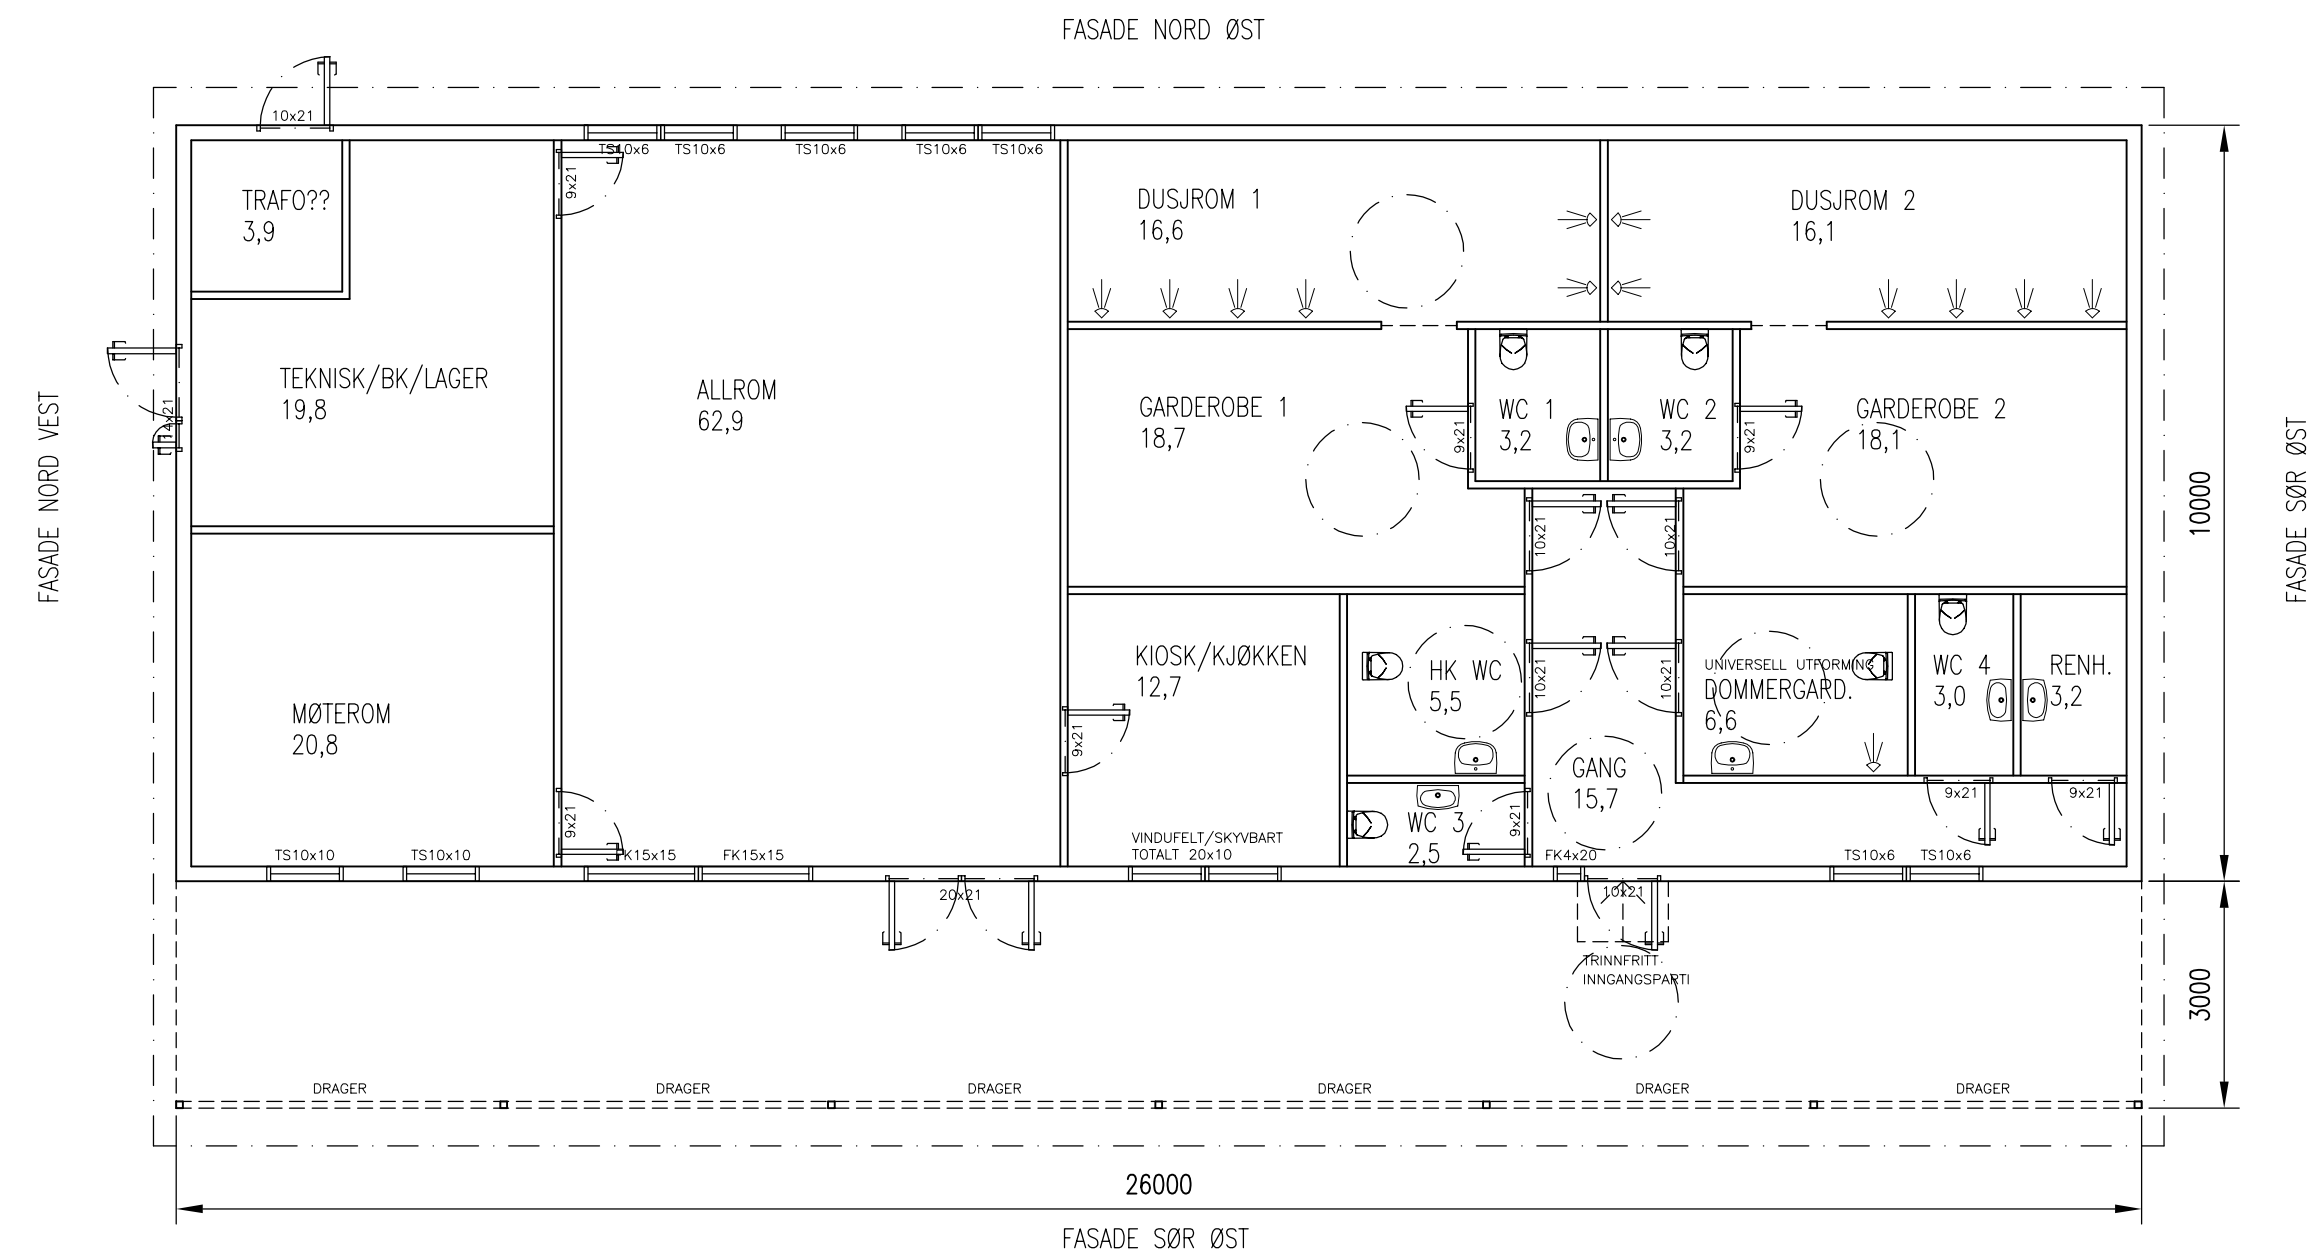 FASADE NORD ØST
10x21
TS10x6
TS10x6
TS10x6
TS10x6
TS10x6
9x21
TRAFO??
3,9
DUSJROM 1
16,6
DUSJROM 2
16,1
TEKNISK/BK/LAGER
19,8
ALLROM
62,9
GARDEROBE 1
18,7
WC 1
3,2
WC 2
3,2
GARDEROBE 2
18,1
14x21
9x21
9x21
FASADE NORD VEST
FASADE SØR ØST
10000
10x21
10x21
KIOSK/KJØKKEN
12,7
HK WC
5,5
10x21
10x21
UNIVERSELL UTFORMING
DOMMERGARD.
6,6
WC 4
3,0
RENH.
3,2
MØTEROM
20,8
9x21
GANG
15,7
9x21
9x21
9x21
WC 3
2,5
9x21
VINDUFELT/SKYVBART
TOTALT 20x10
TS10x10
TS10x10
FK15x15
FK15x15
FK4x20
TS10x6
TS10x6
20x21
10x21
TRINNFRITT
INNGANGSPARTI
3000
DRAGER
DRAGER
DRAGER
DRAGER
DRAGER
DRAGER
26000
FASADE SØR ØST